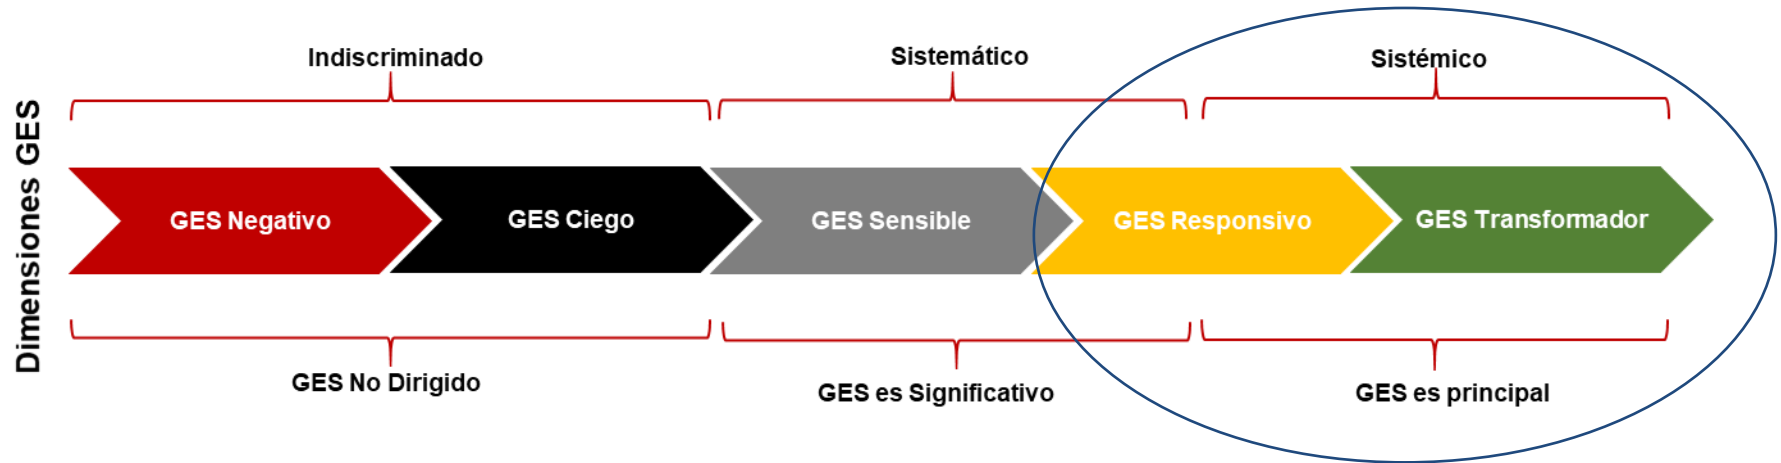 Dimensiones GES
Indiscriminado
Sistemático
Sistémico
GES Negativo
GES Ciego
GES Sensible
GES Responsivo
GES Transformador
GES No Dirigido
GES es Significativo
GES es principal